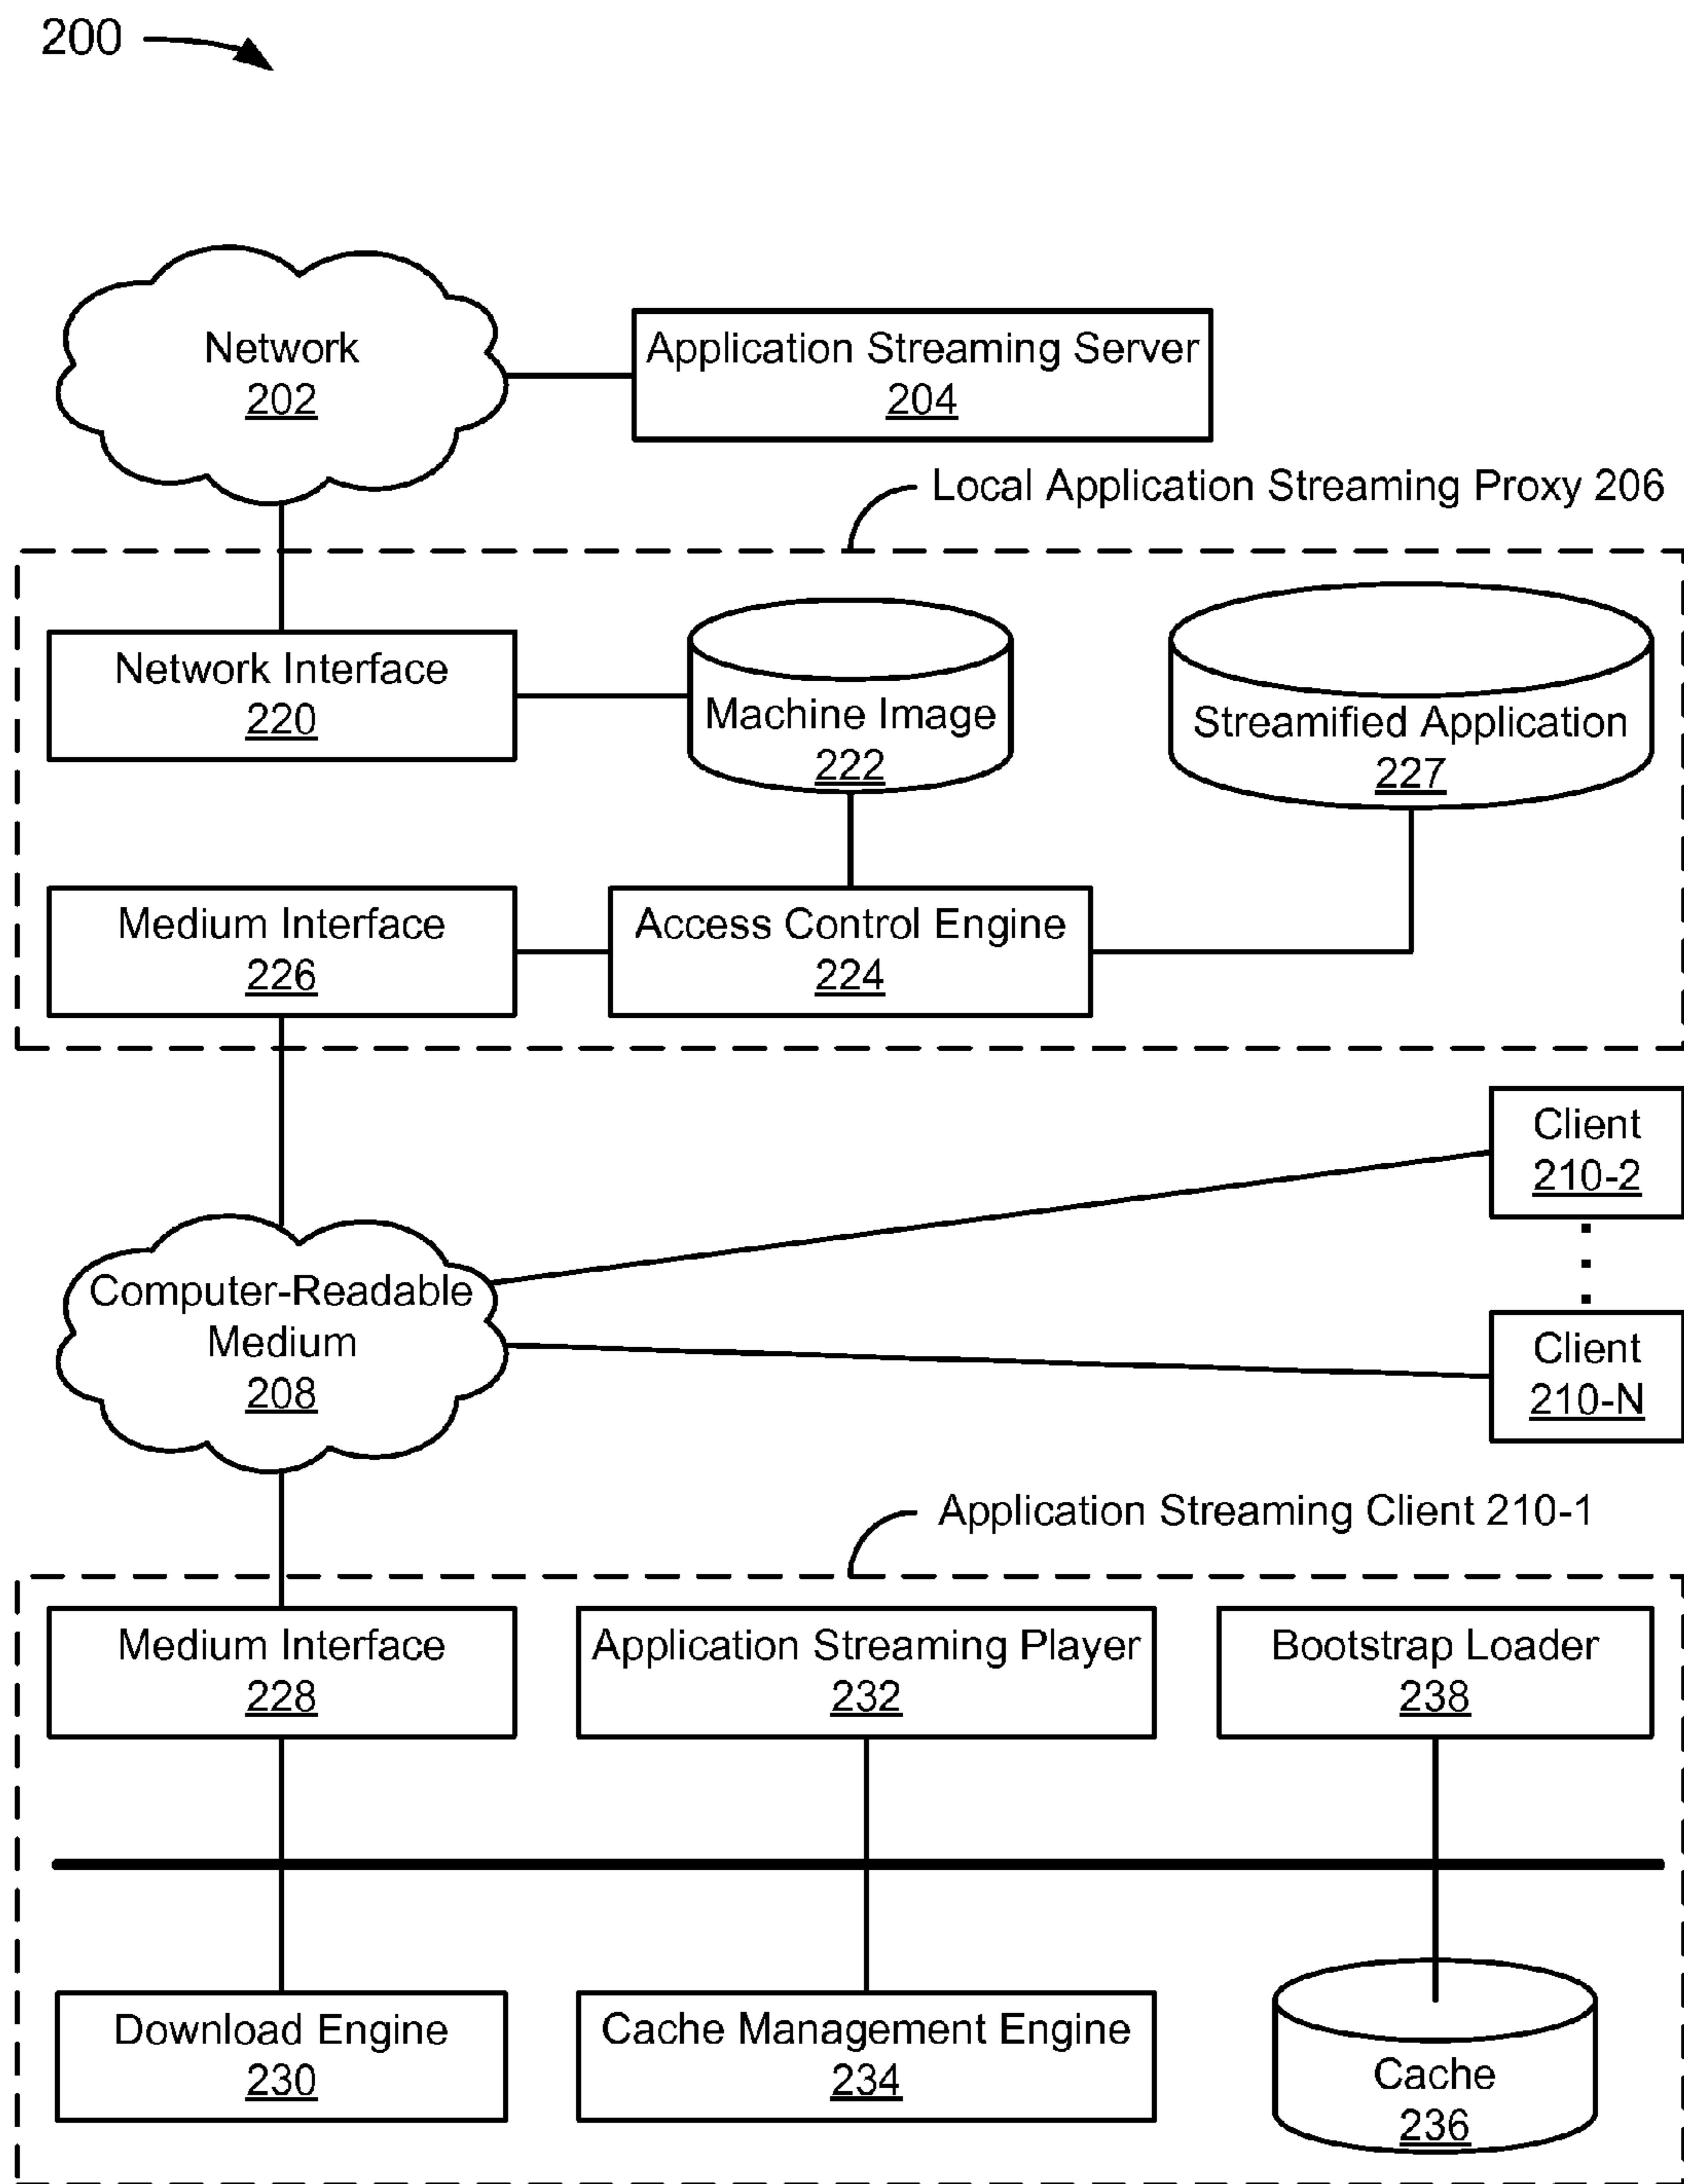 200
Network
202
Application Streaming Server
204
Local Application Streaming Proxy 206
Network Interface
220
Machine Image
222
Streamified Application
227
Medium Interface
226
Access Control Engine
224
Client
210-2
Computer-Readable
Medium
208
Client
210-N
Application Streaming Client 210-1
Medium Interface
228
Application Streaming Player
232
Bootstrap Loader
238
Download Engine
230
Cache Management Engine
234
Cache
236